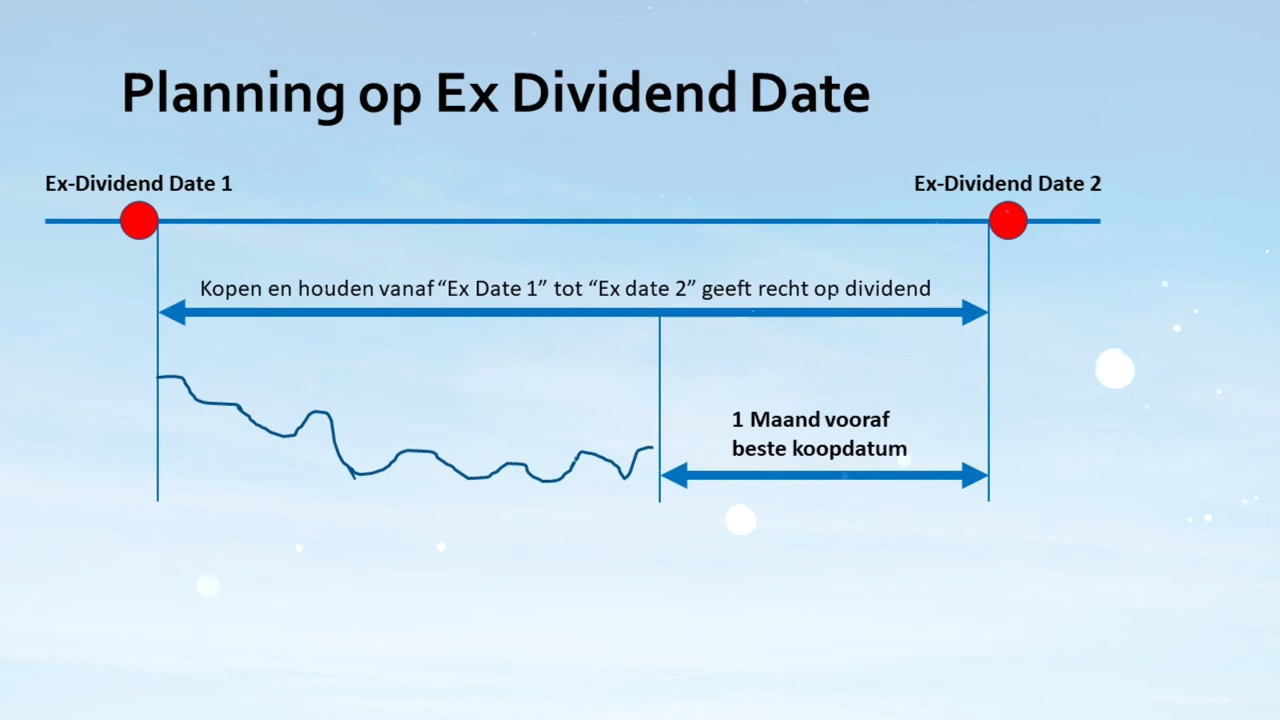 Planning op Ex Dividend Date
Ex-Dividend Date 1
Ex-Dividend Date 2
Kopen en houden vanaf “Ex Date 1” tot “Ex date 2” geeft recht op dividend
1 Maand vooraf
beste koopdatum